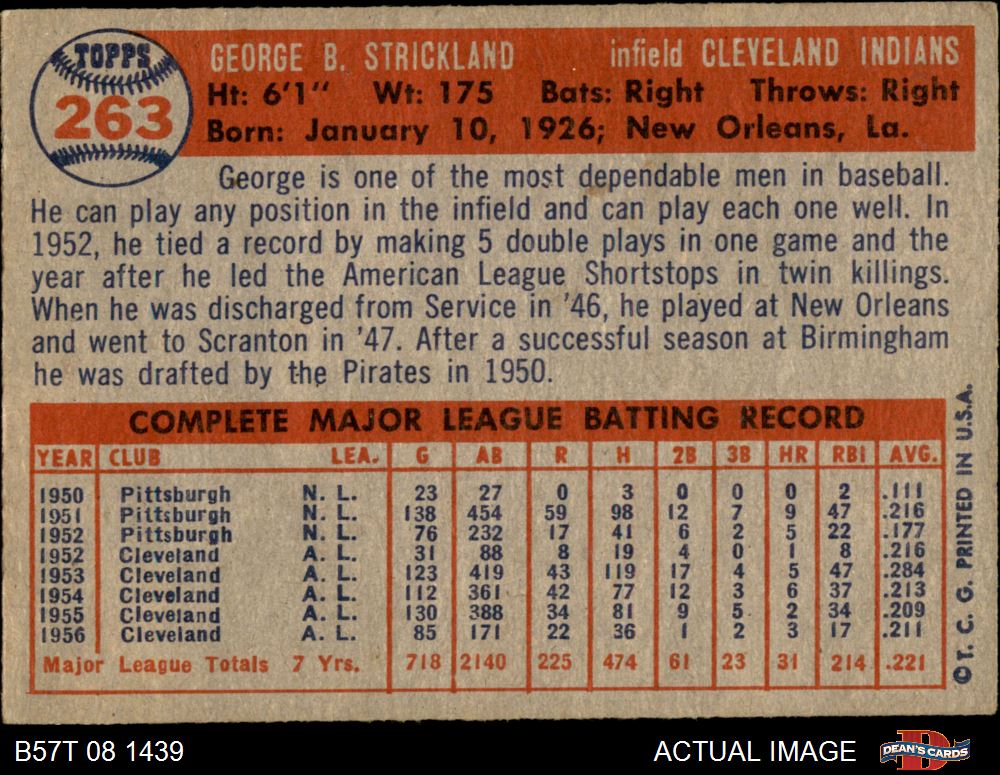 TOPPS
263
GEORGE B. STRICKLAND infield CLEVELAND INDIANS
Ht: 6'1" Wt: 175 Bats: Right Throws: Right
Born: January 10, 1926; New Orleans, La.
George is one of the most dependable men in baseball.
He can play any position in the infield and can play each one well. In
1952, he tied a record by making 5 double plays in one game and the
year after he led the American League Shortstops in twin killings.
When he was discharged from Service in '46, he played at New Orleans
and went to Scranton in '47. After a successful season at Birmingham
he was drafted by the Pirates in 1950.
COMPLETE MAJOR LEAGUE BATTING RECORD
YEAR CLUB LEA. G AB R H 2B 3B HR RBI AVG.
1950 Pittsburgh N. L. 23 27 0 3 0 0 0 2 .111
1951 Pittsburgh N. L. 138 454 59 98 12 7 9 47 .216
1952 Pittsburgh N. L. 76 232 17 41 6 2 5 22 .177
1952 Cleveland A. L. 31 88 8 19 4 0 1 8 .216
1953 Cleveland A. L. 123 419 43 119 17 4 5 47 .284
1954 Cleveland A. L. 112 361 42 77 12 3 6 37 .213
1955 Cleveland A. L. 130 388 34 81 9 5 2 34 .209
1956 Cleveland A. L. 85 171 22 36 1 2 3 17 .211
Major League Totals 7 Yrs. 718 2140 225 474 61 23 31 214 .221
©T. C. G. PRINTED IN U.S.A.
B57T 08 1439 ACTUAL IMAGE DEAN'S CARDS